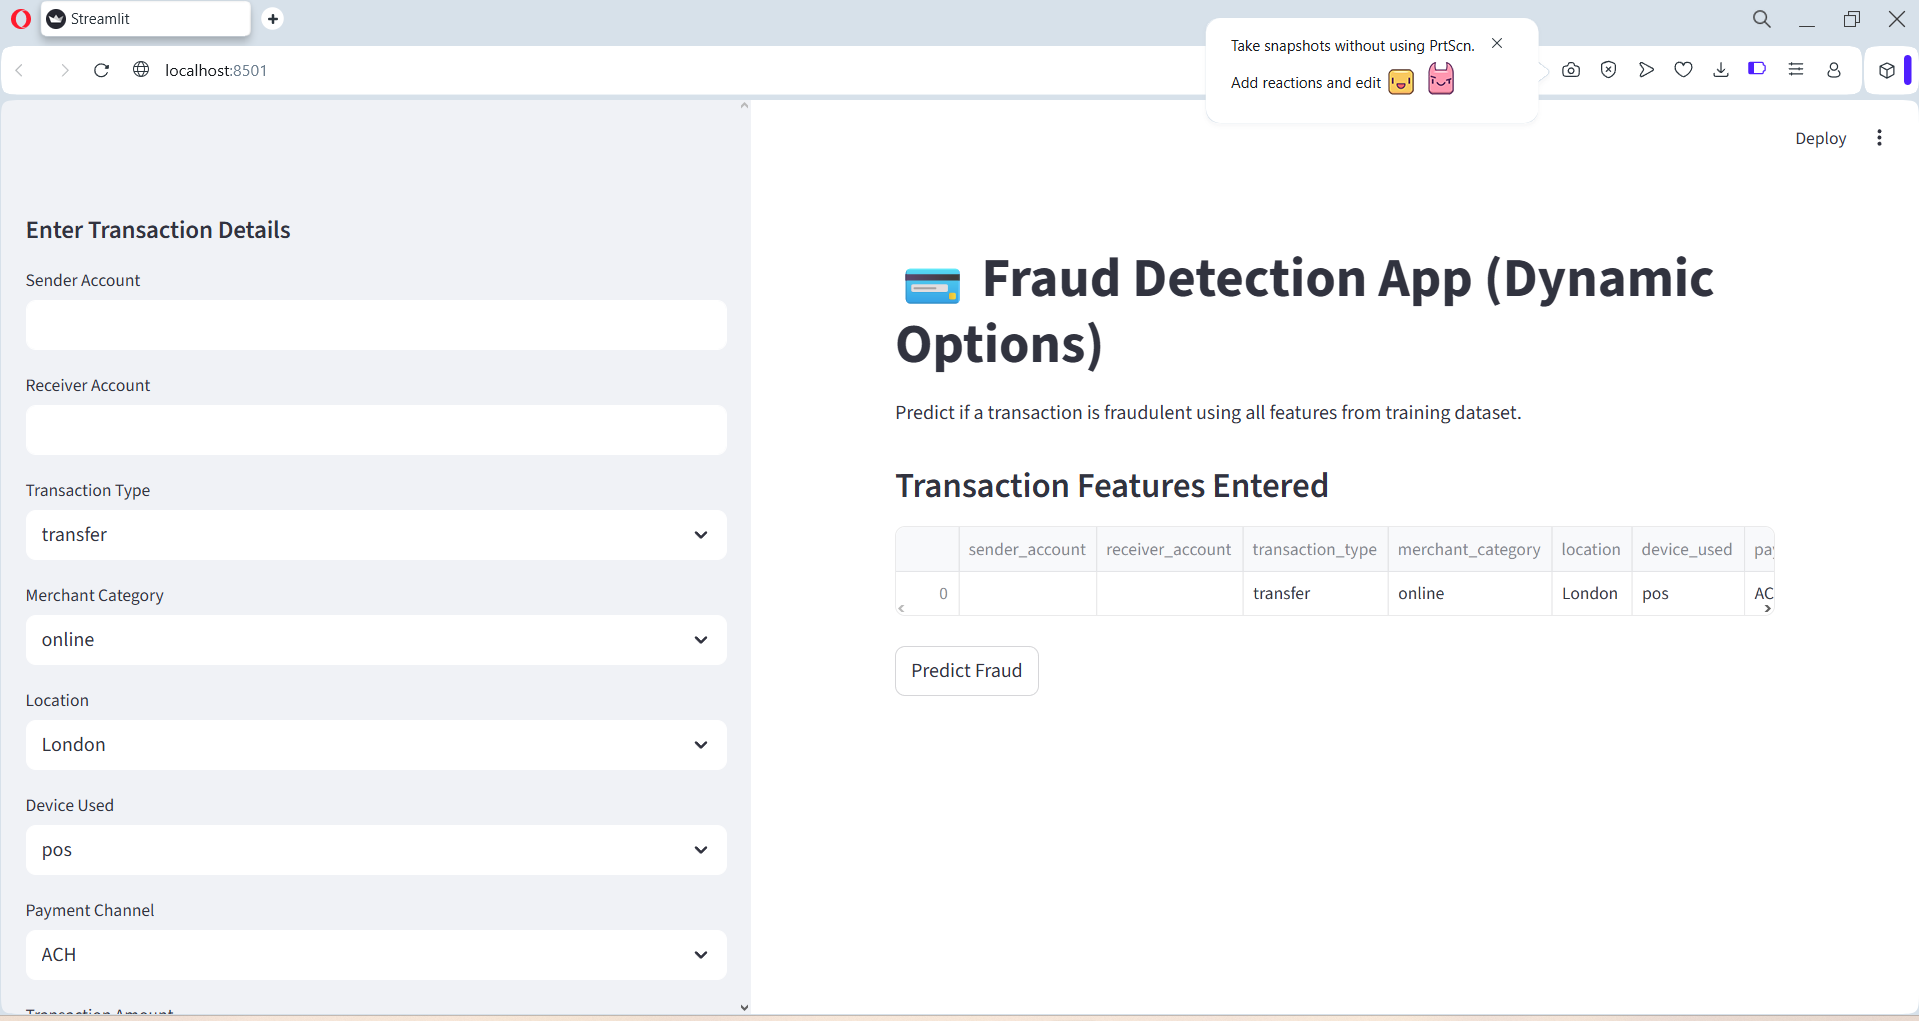 Streamlit
localhost:8501
Take snapshots without using PrtScn.
Add reactions and edit
Deploy
Enter Transaction Details
Sender Account
Receiver Account
Transaction Type
transfer
Merchant Category
online
Location
London
Device Used
pos
Payment Channel
ACH
Transaction Amount
Fraud Detection App (Dynamic
Options)
Predict if a transaction is fraudulent using all features from training dataset.
Transaction Features Entered
sender_account receiver_account transaction_type merchant_category location device_used pay
0 transfer online London pos AC
Predict Fraud